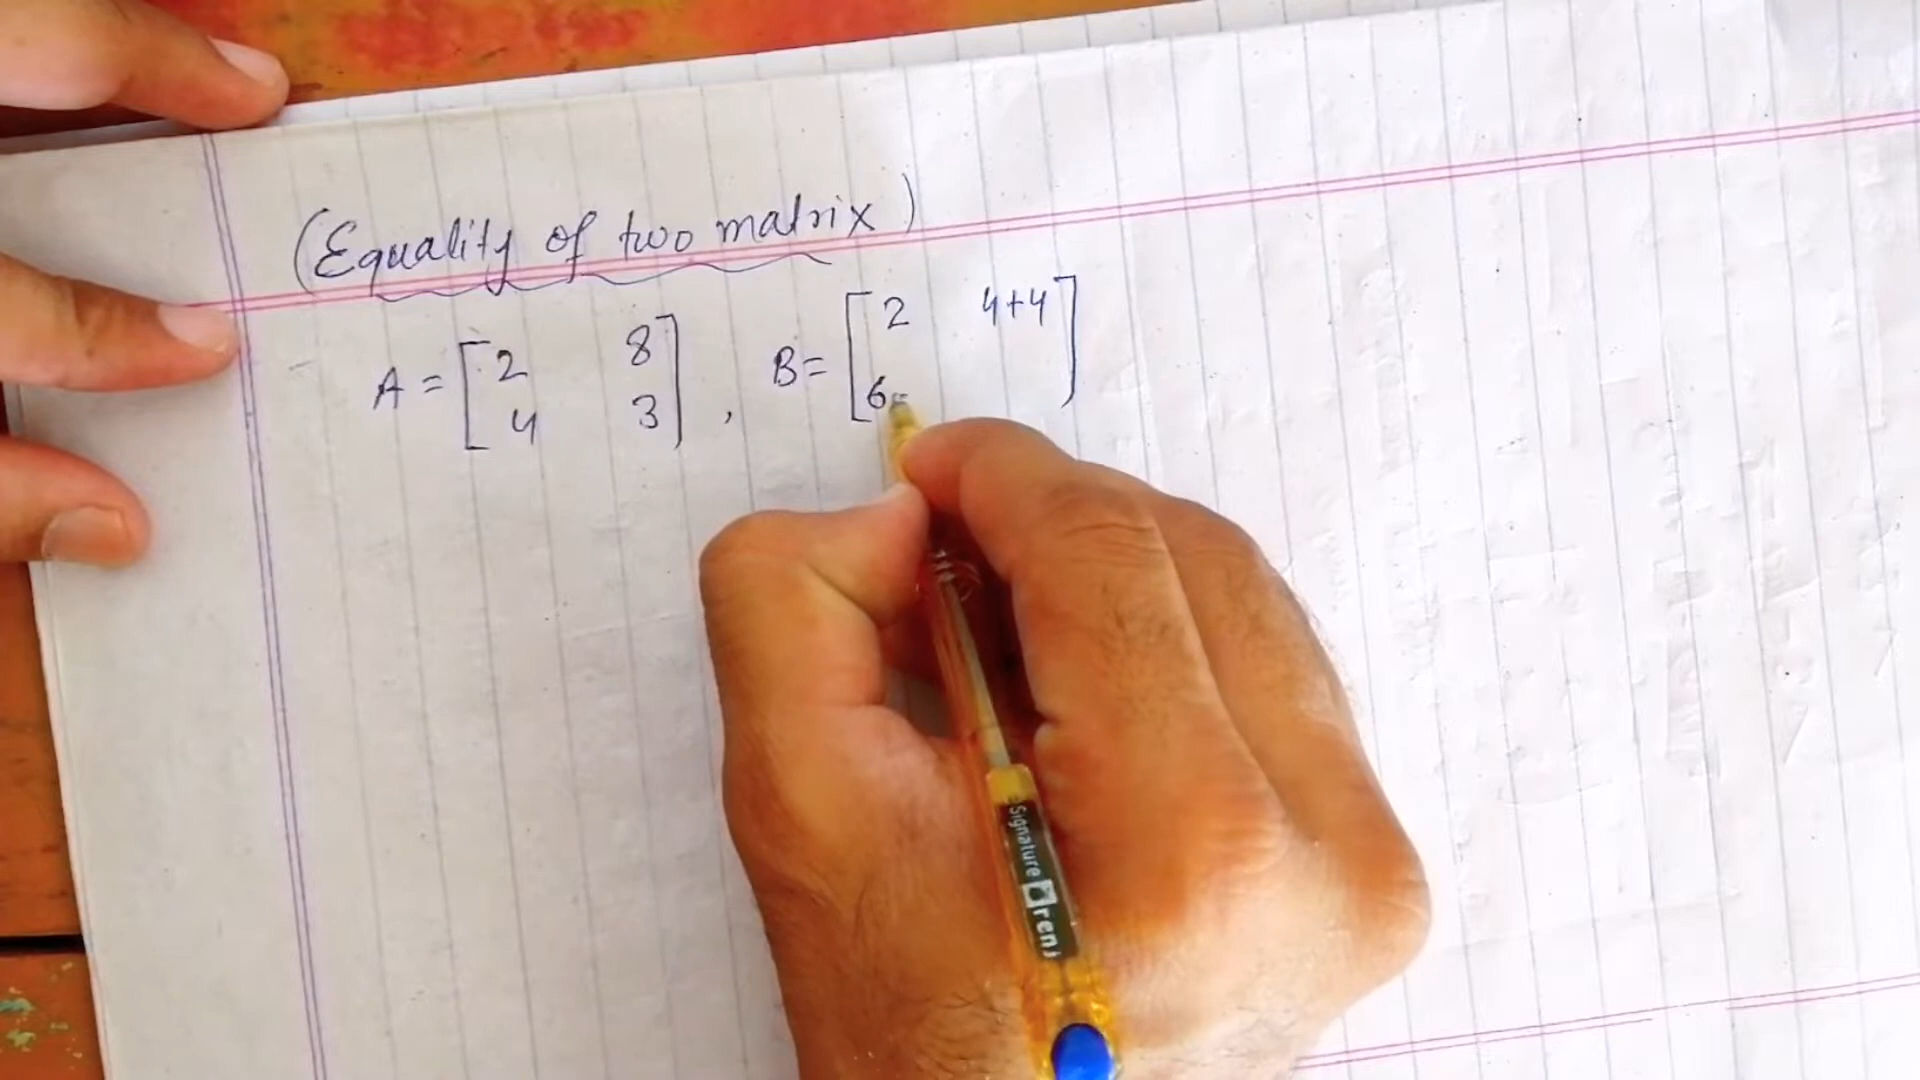 (Equality of two matrix)
A = [2 8
4 3] , B = [2 4+4
6-
Signature